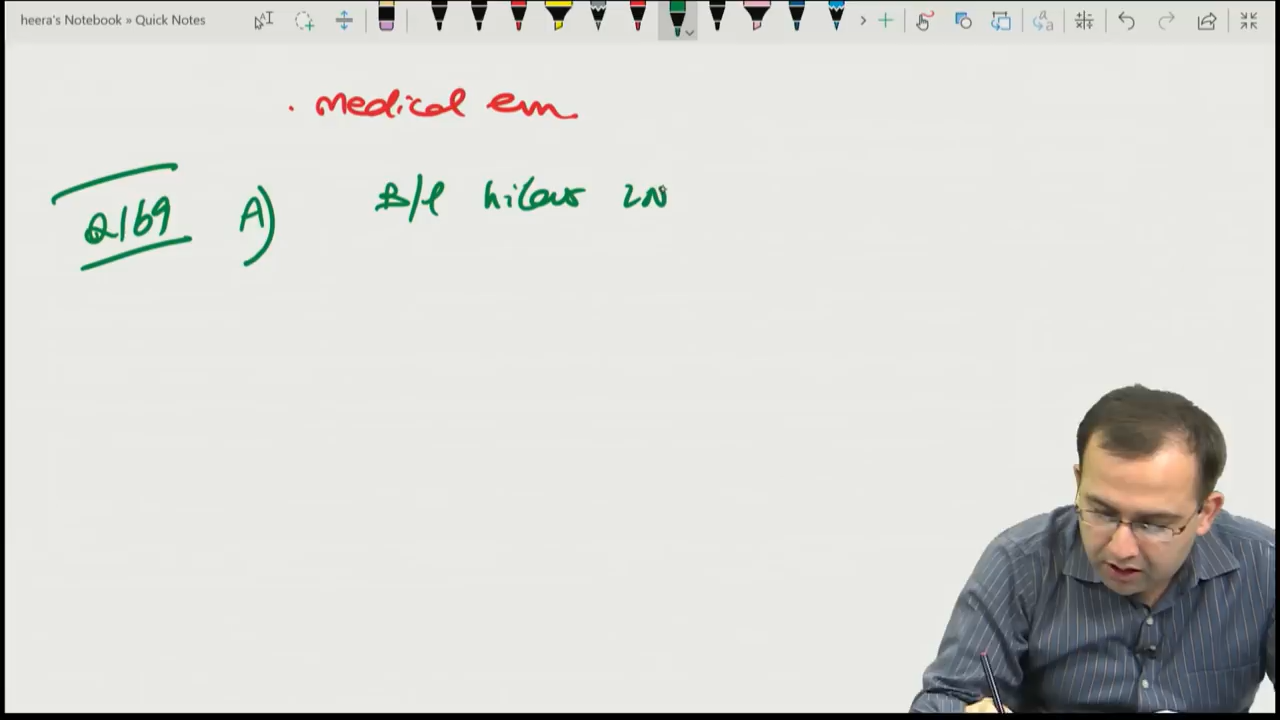 heera's Notebook » Quick Notes
. medical em
Q169 A) B/l hilar LN